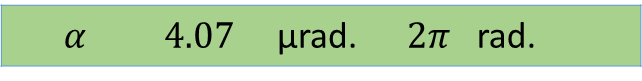 𝛼 4.07 μrad. 2𝜋 rad.